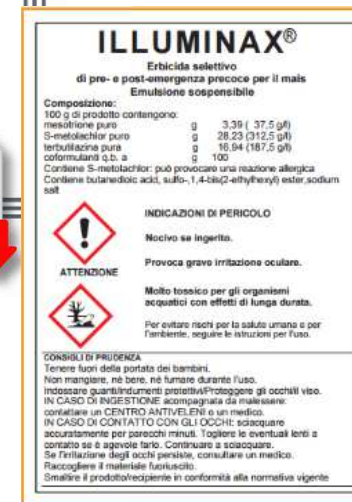 ILLUMINAX®
Erbicida selettivo
di pre- e post-emergenza precoce per il mais
Emulsione sospensibile
Composizione:
100 g di prodotto contengono:
mesotrione puro g 3,39 ( 37,5 g/l)
S-metolachlor puro g 28,23 (312,5 g/l)
terbutilazina pura g 16,94 (187,5 g/l)
coformulanti q.b. a g 100
Contiene S-metolachlor: può provocare una reazione allergica
Contiene butanedioic acid, sulfo-,1,4-bis(2-ethylhexyl) ester,sodium
salt
INDICAZIONI DI PERICOLO
Nocivo se ingerito.
Provoca grave irritazione oculare.
ATTENZIONE
Molto tossico per gli organismi
acquatici con effetti di lunga durata.
Per evitare rischi per la salute umana e per
l'ambiente, seguire le istruzioni per l'uso.
CONSIGLI DI PRUDENZA
Tenere fuori della portata dei bambini.
Non mangiare, né bere, né fumare durante l'uso.
Indossare guanti/indumenti protettivi/Proteggere gli occhi/il viso.
IN CASO DI INGESTIONE accompagnata da malessere:
contattare un CENTRO ANTIVELENI o un medico.
IN CASO DI CONTATTO CON GLI OCCHI: sciacquare
accuratamente per parecchi minuti. Togliere le eventuali lenti a
contatto se è agevole farlo. Continuare a sciacquare.
Se l'irritazione degli occhi persiste, consultare un medico.
Raccogliere il materiale fuoriuscito.
Smaltire il prodotto/recipiente in conformità alla normativa vigente